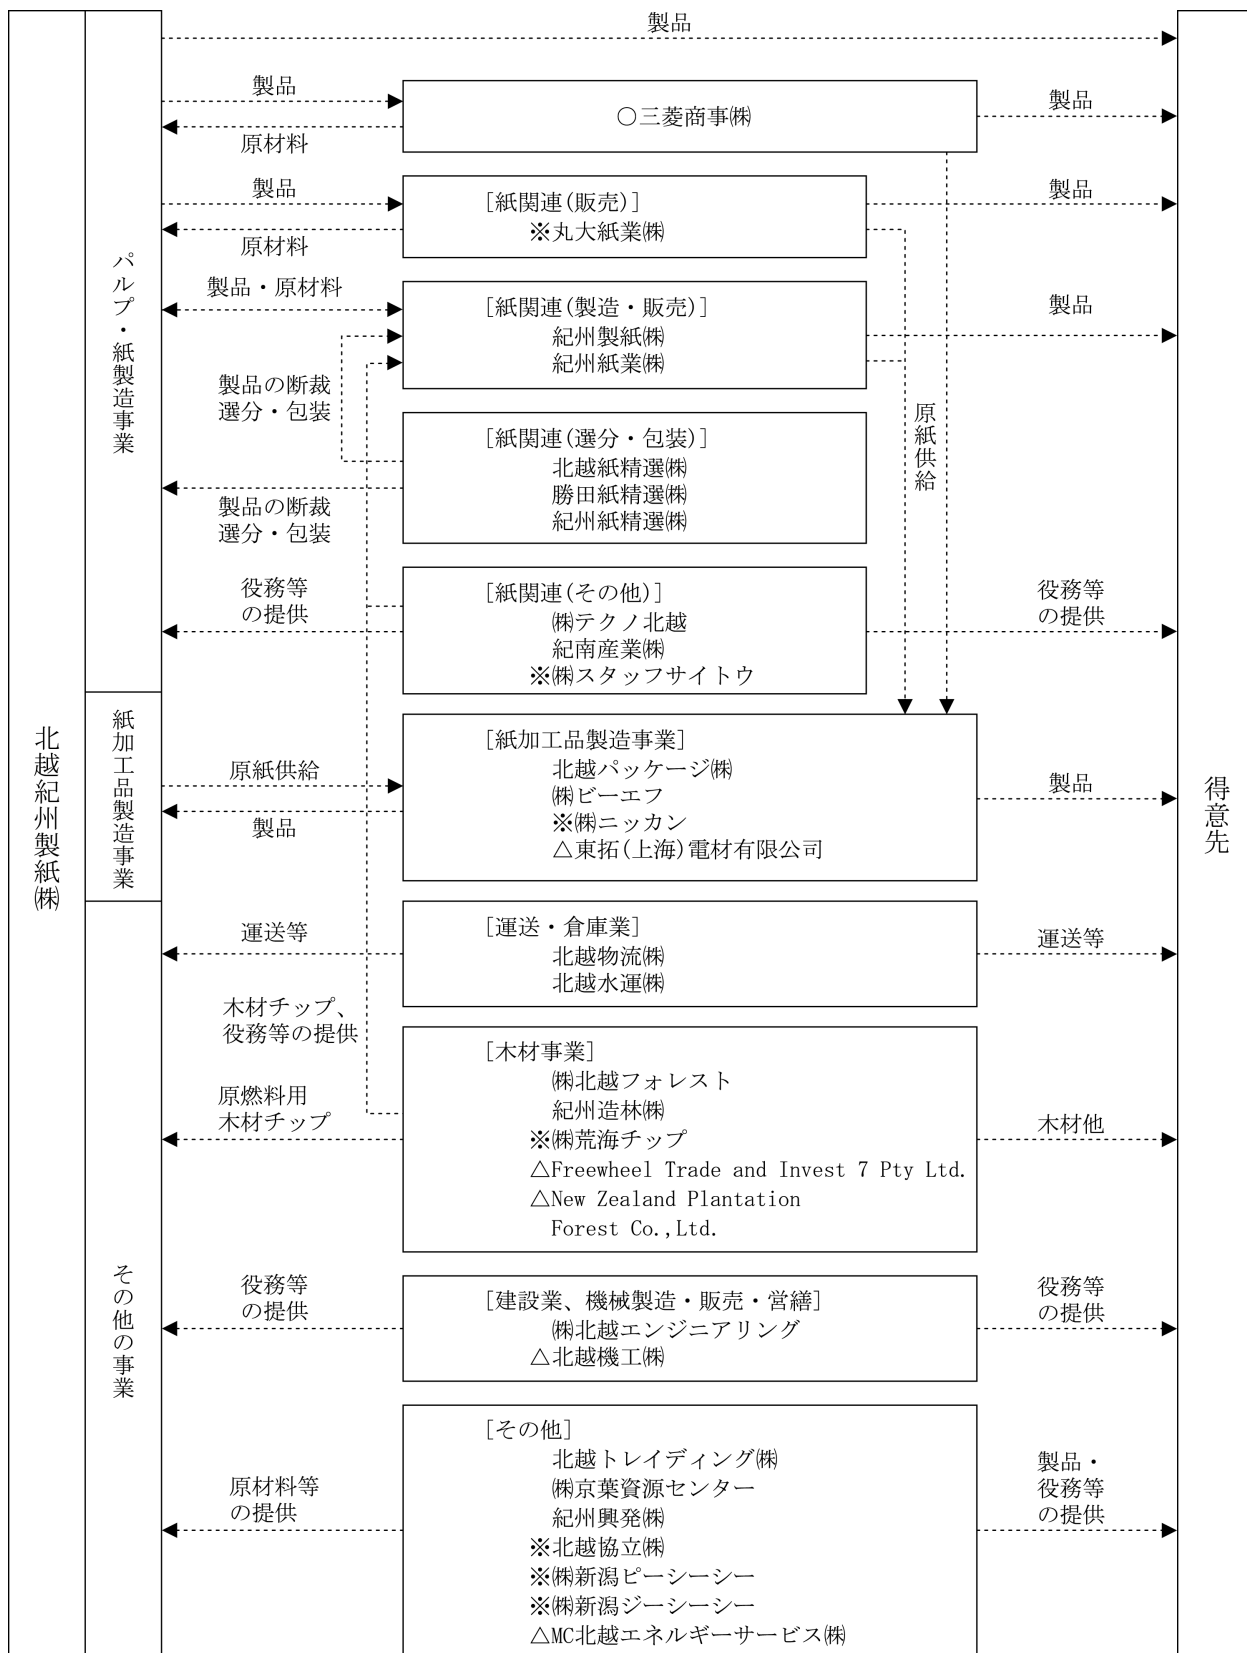 製品
製品
○三菱商事㈱
製品
原材料
製品
[紙関連(販売)]
※丸大紙業㈱
製品
原材料
製品・原材料
[紙関連(製造・販売)]
紀州製紙㈱
紀州紙業㈱
製品
製品の断裁
選分・包装
[紙関連(選分・包装)]
北越紙精選㈱
勝田紙精選㈱
紀州紙精選㈱
原紙供給
製品の断裁
選分・包装
役務等
の提供
[紙関連(その他)]
㈱テクノ北越
紀南産業㈱
※㈱スタッフサイトウ
役務等
の提供
パルプ・紙製造事業
北越紀州製紙㈱
紙加工品製造事業
原紙供給
製品
[紙加工品製造事業]
北越パッケージ㈱
㈱ビーエフ
※㈱ニッカン
△東拓(上海)電材有限公司
製品
得意先
運送等
[運送・倉庫業]
北越物流㈱
北越水運㈱
運送等
木材チップ、
役務等の提供
原燃料用
木材チップ
[木材事業]
㈱北越フォレスト
紀州造林㈱
※㈱荒海チップ
△Freewheel Trade and Invest 7 Pty Ltd.
△New Zealand Plantation
Forest Co.,Ltd.
木材他
その他の事業
役務等
の提供
[建設業、機械製造・販売・営繕]
㈱北越エンジニアリング
△北越機工㈱
役務等
の提供
原材料等
の提供
[その他]
北越トレイディング㈱
㈱京葉資源センター
紀州興発㈱
※北越協立㈱
※㈱新潟ピーシーシー
※㈱新潟ジーシーシー
△MC北越エネルギーサービス㈱
製品・
役務等
の提供